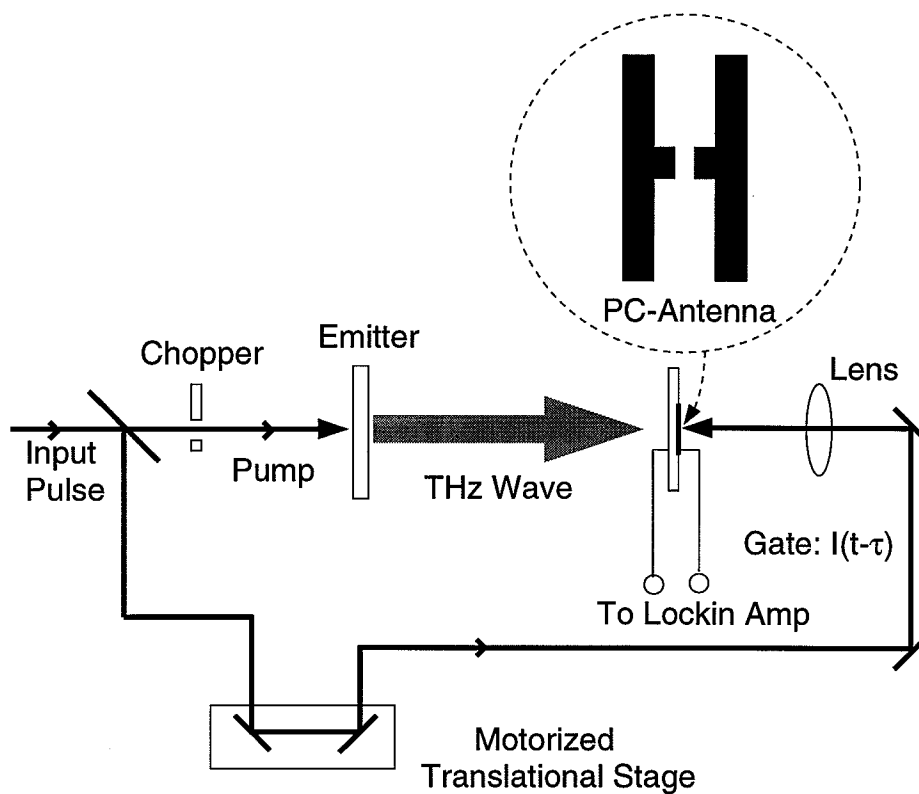 PC-Antenna
Emitter
Chopper
Lens
Input
Pulse
Pump
THz Wave
Gate: I(t-τ)
To Lockin Amp
Motorized
Translational Stage